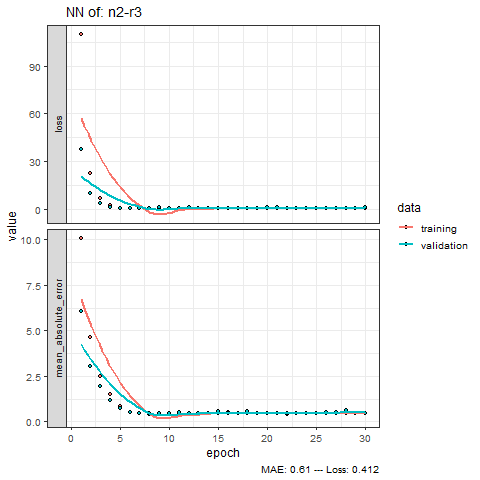 NN of: n2-r3
90
60
30
0
loss
10.0
7.5
5.0
2.5
0.0
mean_absolute_error
value
0 5 10 15 20 25 30
epoch
data
training
validation
MAE: 0.61 --- Loss: 0.412